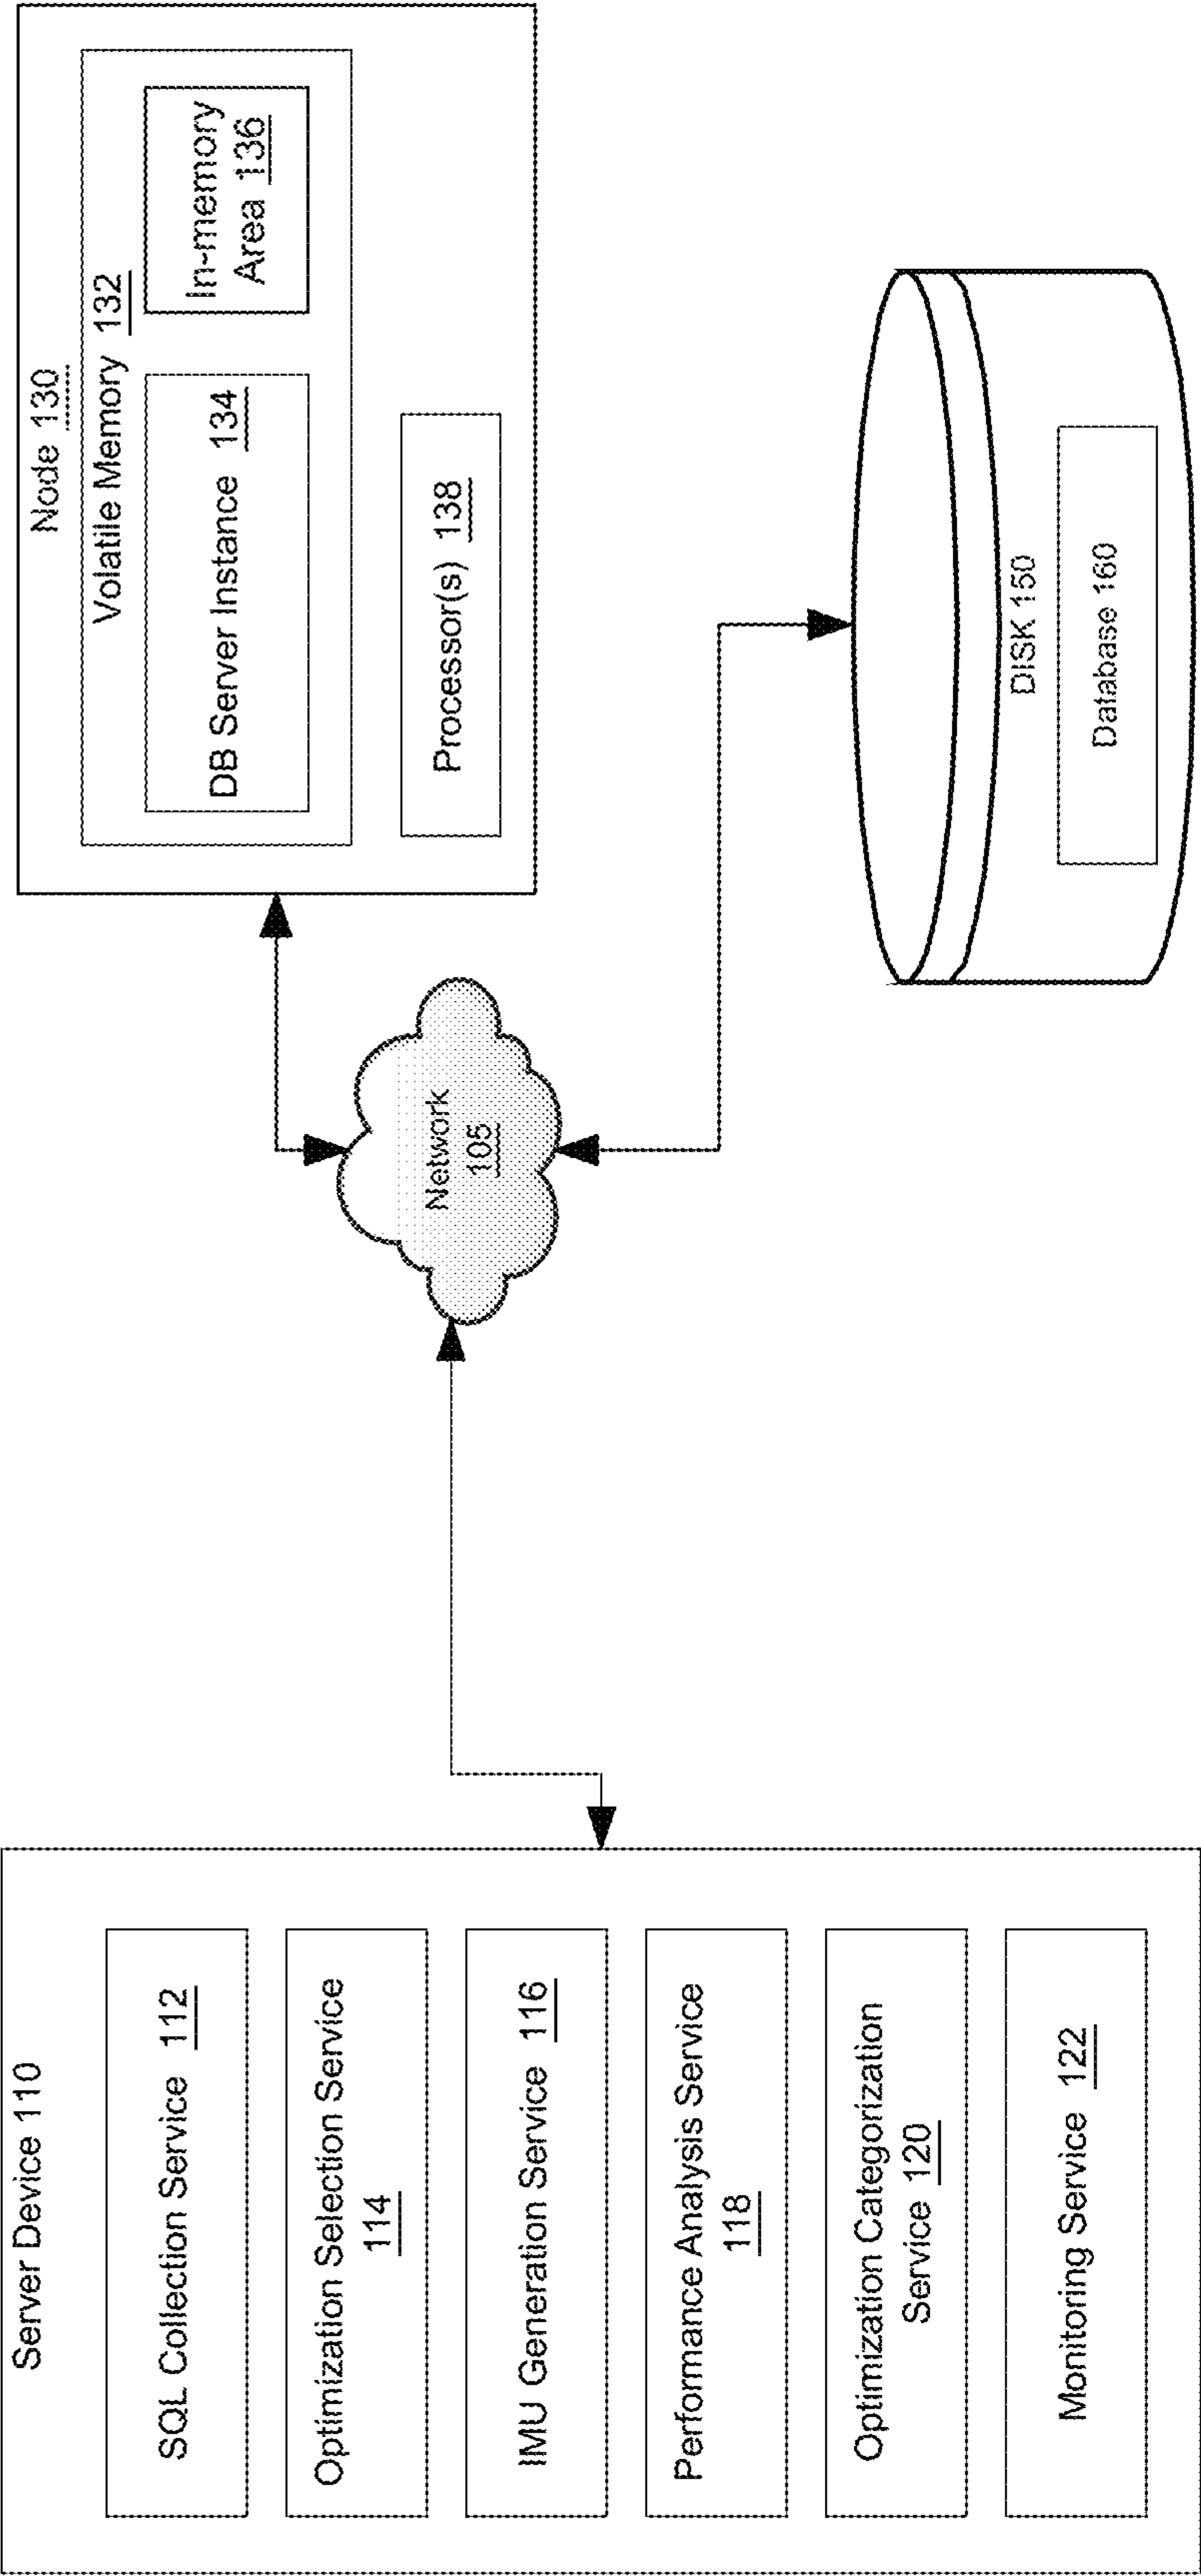 Server Device 110
SQL Collection Service 112
Optimization Selection Service
114
IMU Generation Service 116
Performance Analysis Service
118
Optimization Categorization
Service 120
Monitoring Service 122
Network
105
Node 130
Volatile Memory 132
DB Server Instance 134
In-memory
Area 136
Processor(s) 138
DISK 150
Database 160